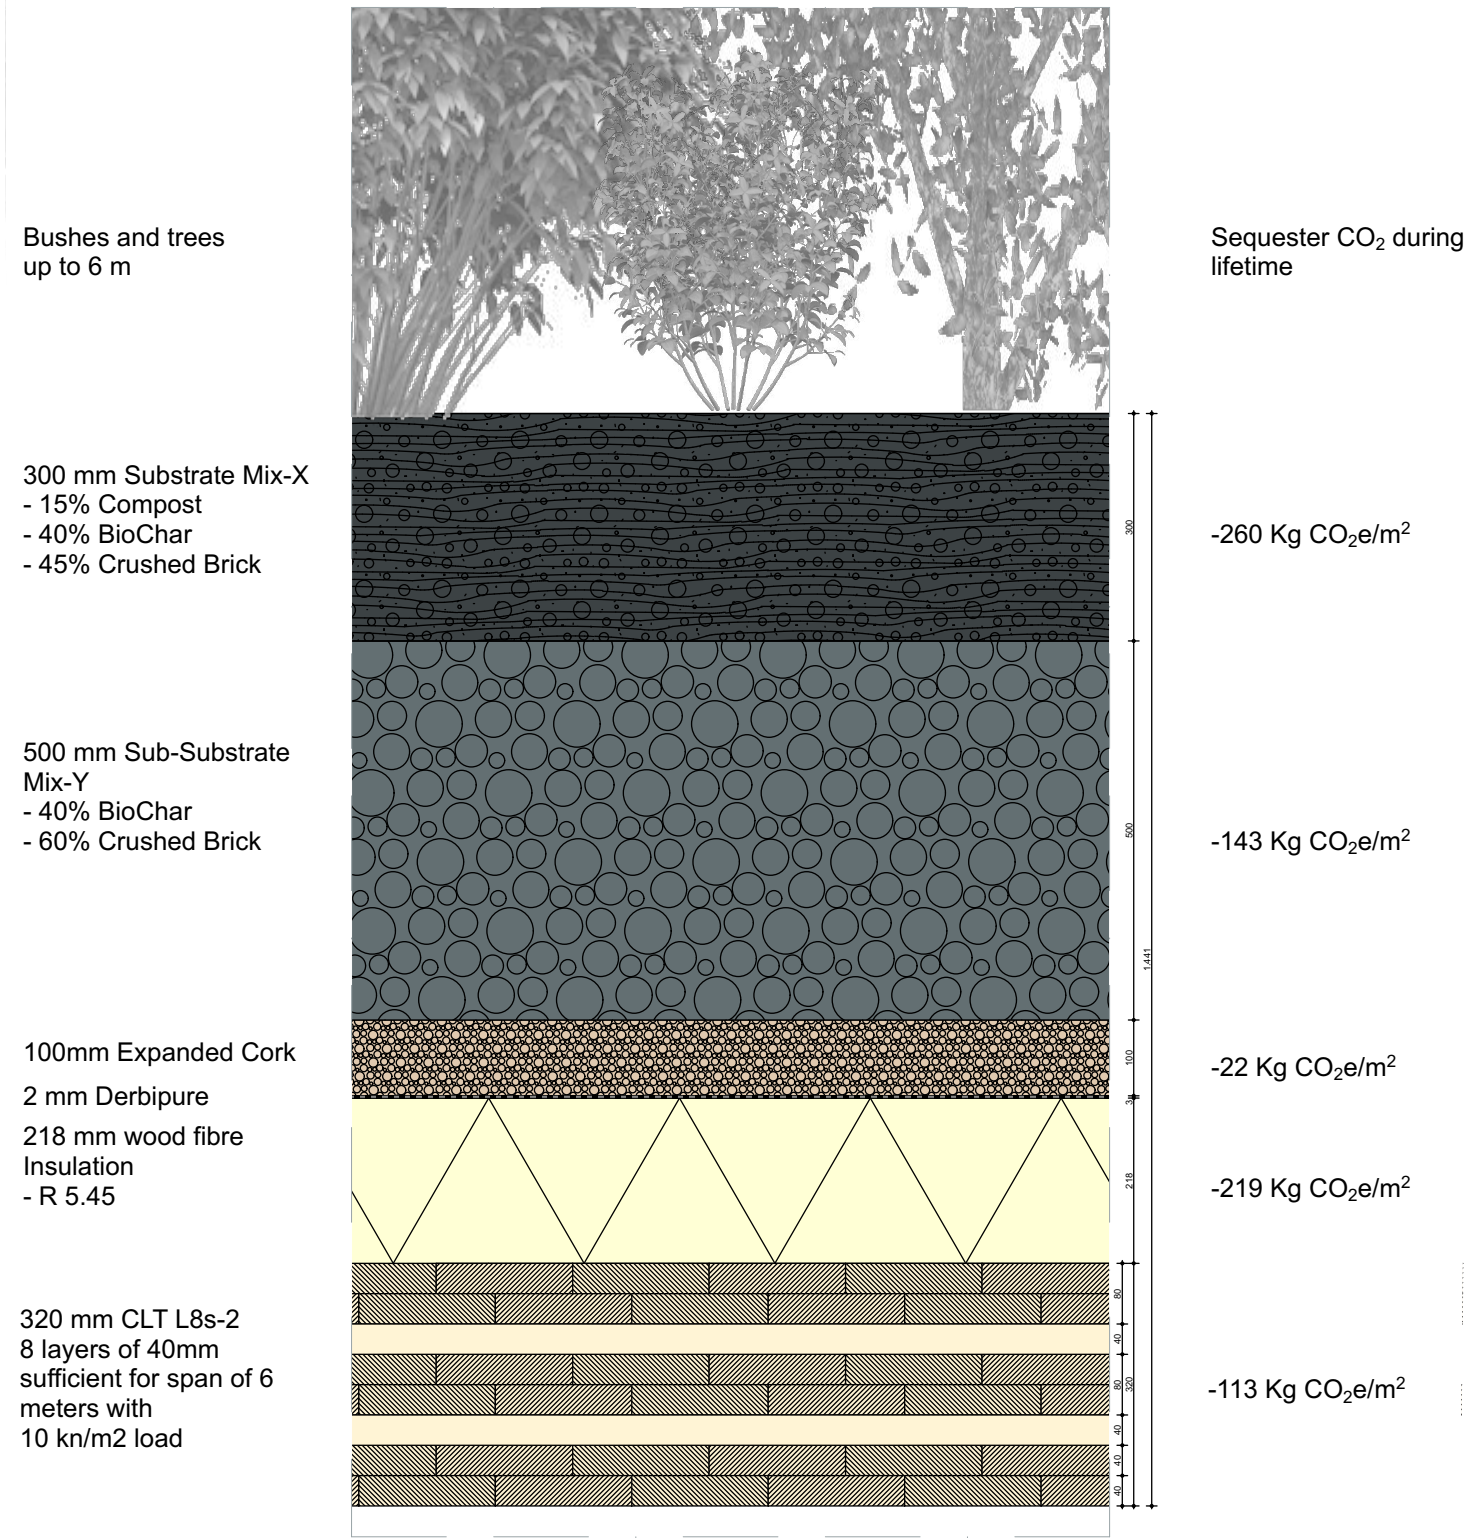 Bushes and trees
up to 6 m
Sequester CO₂ during
lifetime
300 mm Substrate Mix-X
- 15% Compost
- 40% BioChar
- 45% Crushed Brick
300
-260 Kg CO₂e/m²
500 mm Sub-Substrate
Mix-Y
- 40% BioChar
- 60% Crushed Brick
500
-143 Kg CO₂e/m²
1.441
100mm Expanded Cork
100
-22 Kg CO₂e/m²
2 mm Derbipure
3
218 mm wood fibre
Insulation
- R 5.45
218
-219 Kg CO₂e/m²
320 mm CLT L8s-2
8 layers of 40mm
sufficient for span of 6
meters with
10 kn/m2 load
80
40
80
320
40
40
40
-113 Kg CO₂e/m²